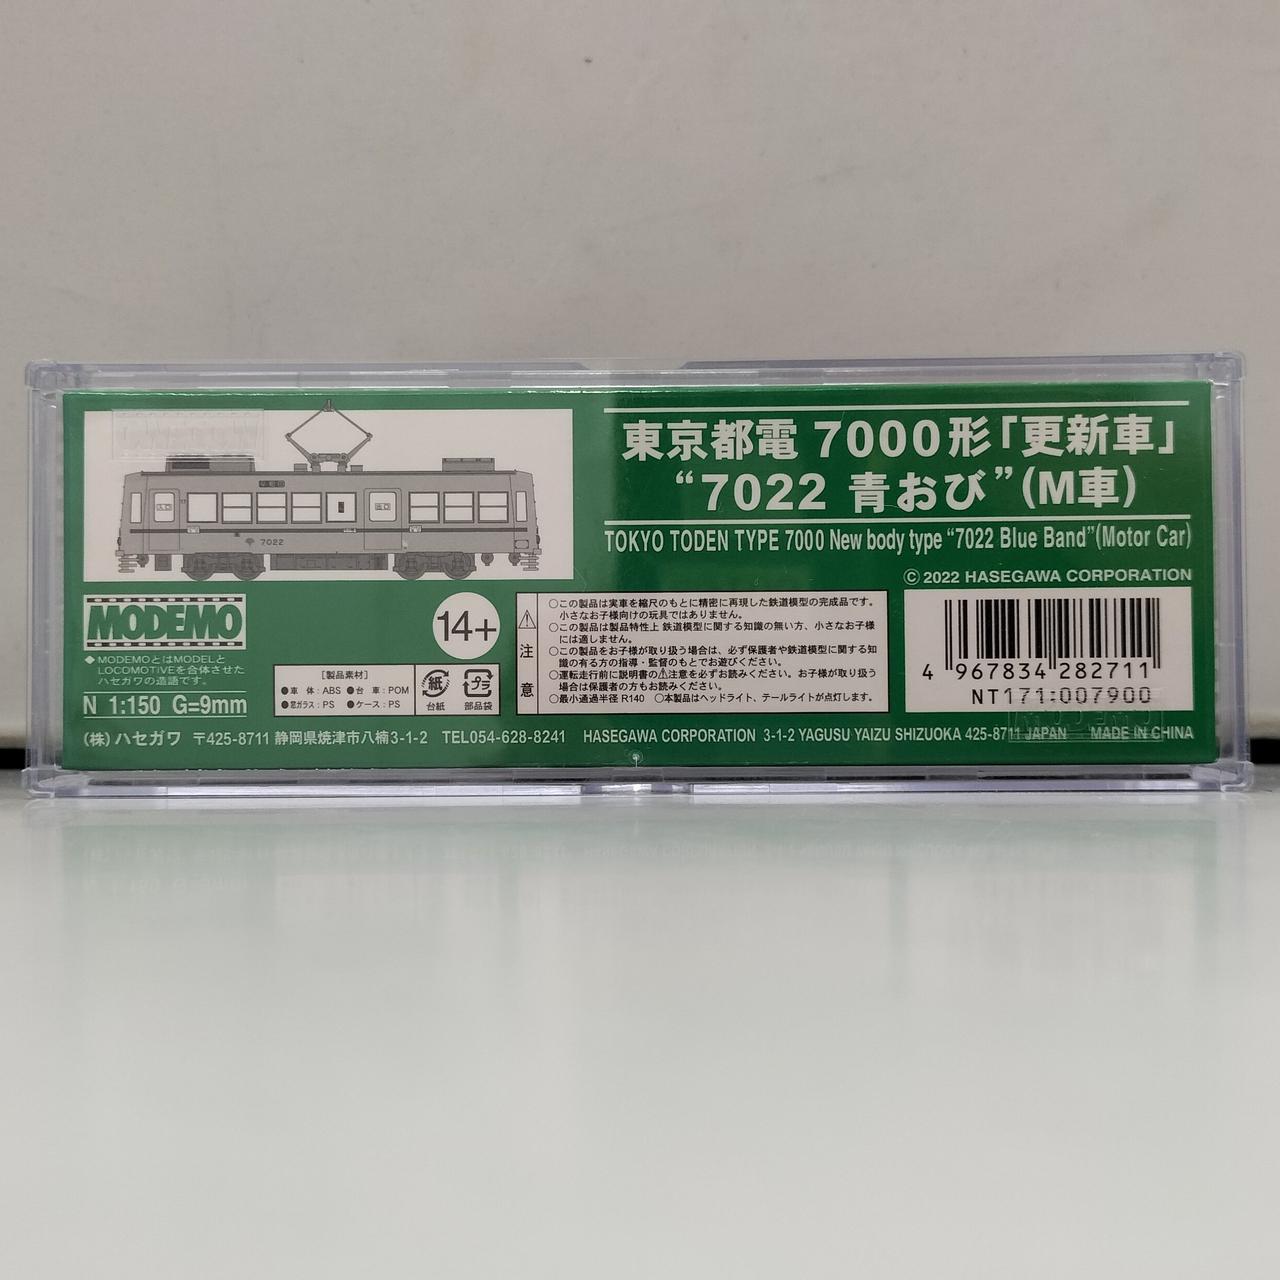 東京都電 7000形「更新車」
“7022 青おび”(M車)
TOKYO TODEN TYPE 7000 New body type “7022 Blue Band”(Motor Car)
© 2022 HASEGAWA CORPORATION
入口
出口
7022
MODEMO
◆MODEMOとはMODELと
LOCOMOTIVEを合体させた
ハセガワの造語です。
N 1:150 G=9mm
14+
[製品素材]
●車 体:ABS ●台 車:POM
●窓ガラス:PS ●ケース:PS
紙
台紙
プラ
部品袋
注意
○この製品は実車を縮尺のもとに精密に再現した鉄道模型の完成品です。
小さなお子様向けの玩具ではありません。
○この製品は製品特性上 鉄道模型に関する知識の無い方、小さなお子様
には適しません。
○この製品をお子様が取り扱う場合は、必ず保護者や鉄道模型に関する知
識の有る方の指導・監督のもとでお遊びください。
○運転走行前に説明書の⚠注意を必ずお読みください。お子様が取り扱う
場合は保護者の方もお読みください。
○最小通過半径 R140 ○本製品はヘッドライト、テールライトが点灯します。
4 967834 282711
NT171:007900
(株)ハセガワ 〒425-8711 静岡県焼津市八楠3-1-2 TEL054-628-8241 HASEGAWA CORPORATION 3-1-2 YAGUSU YAIZU SHIZUOKA 425-8711 JAPAN MADE IN CHINA